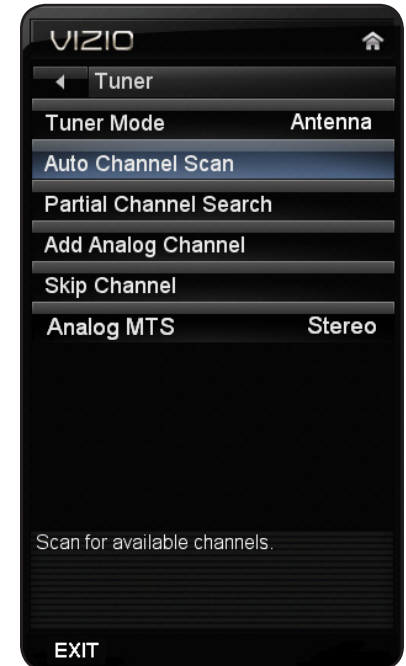 VIZIO
Tuner
Tuner Mode Antenna
Auto Channel Scan
Partial Channel Search
Add Analog Channel
Skip Channel
Analog MTS Stereo
Scan for available channels.
EXIT